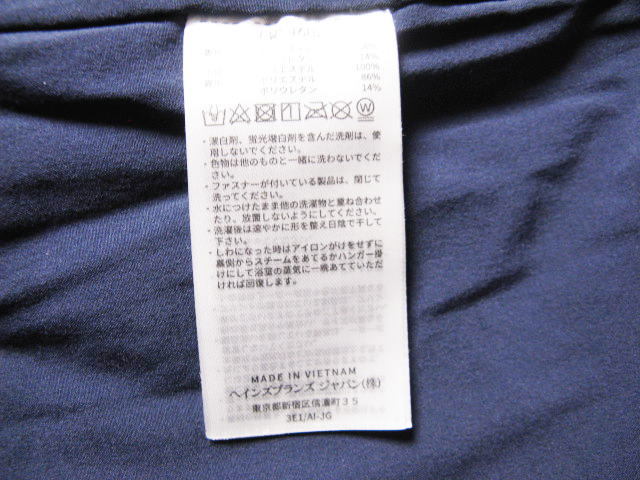 14%
100%
ポリエステル 86%
ポリウレタン 14%
・漂白剤、蛍光増白剤を含んだ洗剤は、使
用しないでください。
・色物は他のものと一緒に洗わないでくだ
さい。
・ファスナーが付いている製品は、閉じて
洗ってください。
・水につけたまま他の洗濯物と重ね合わせ
たり、放置しないようにしてください。
・洗濯後は速やかに形を整え日陰で干して
下さい。
・しわになった時はアイロンがけをせずに
裏側からスチームをあてるかハンガー掛
けにして浴室の蒸気に一晩あてていただ
ければ回復します。
MADE IN VIETNAM
ヘインズブランズ ジャパン(株)
東京都新宿区信濃町35
3E1/AI-JG